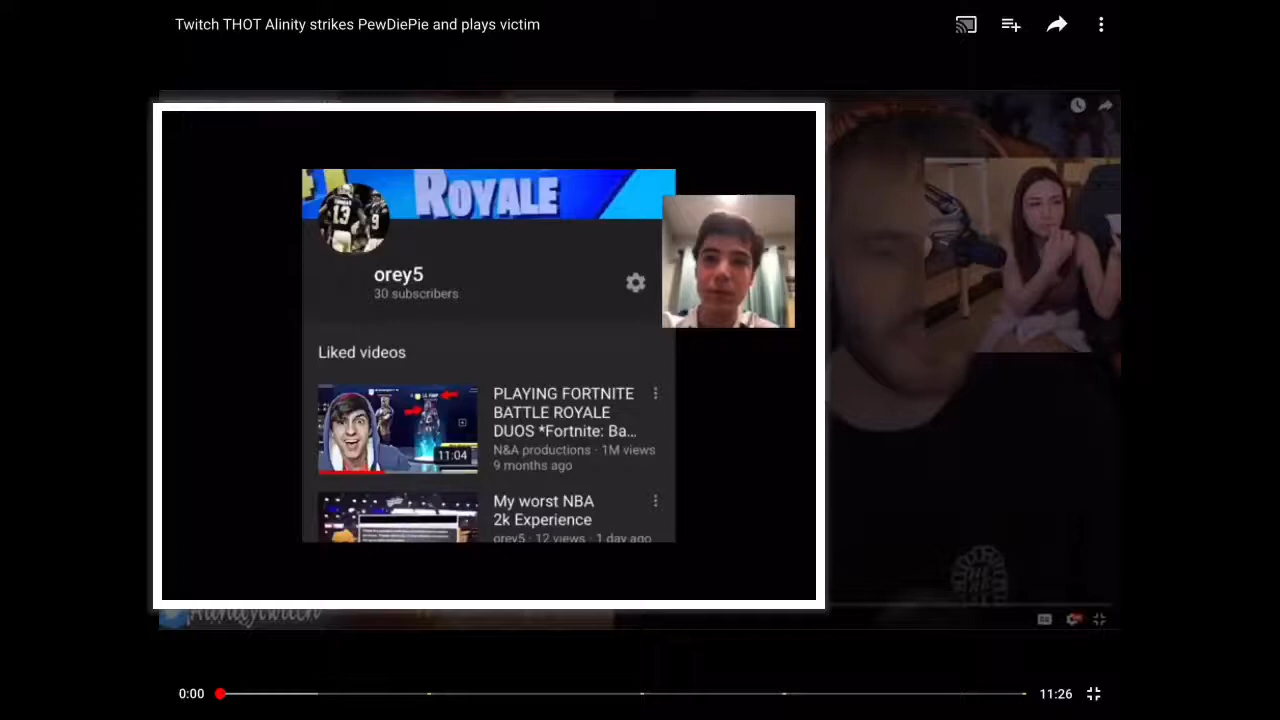 Twitch THOT Alinity strikes PewDiePie and plays victim
ROYALE
13
9
orey5
30 subscribers
Liked videos
PLAYING FORTNITE
BATTLE ROYALE
DUOS *Fortnite: Ba...
N&A productions · 1M views
9 months ago
11:04
My worst NBA
2k Experience
orey5 · 12 views · 1 day ago
0:00
11:26